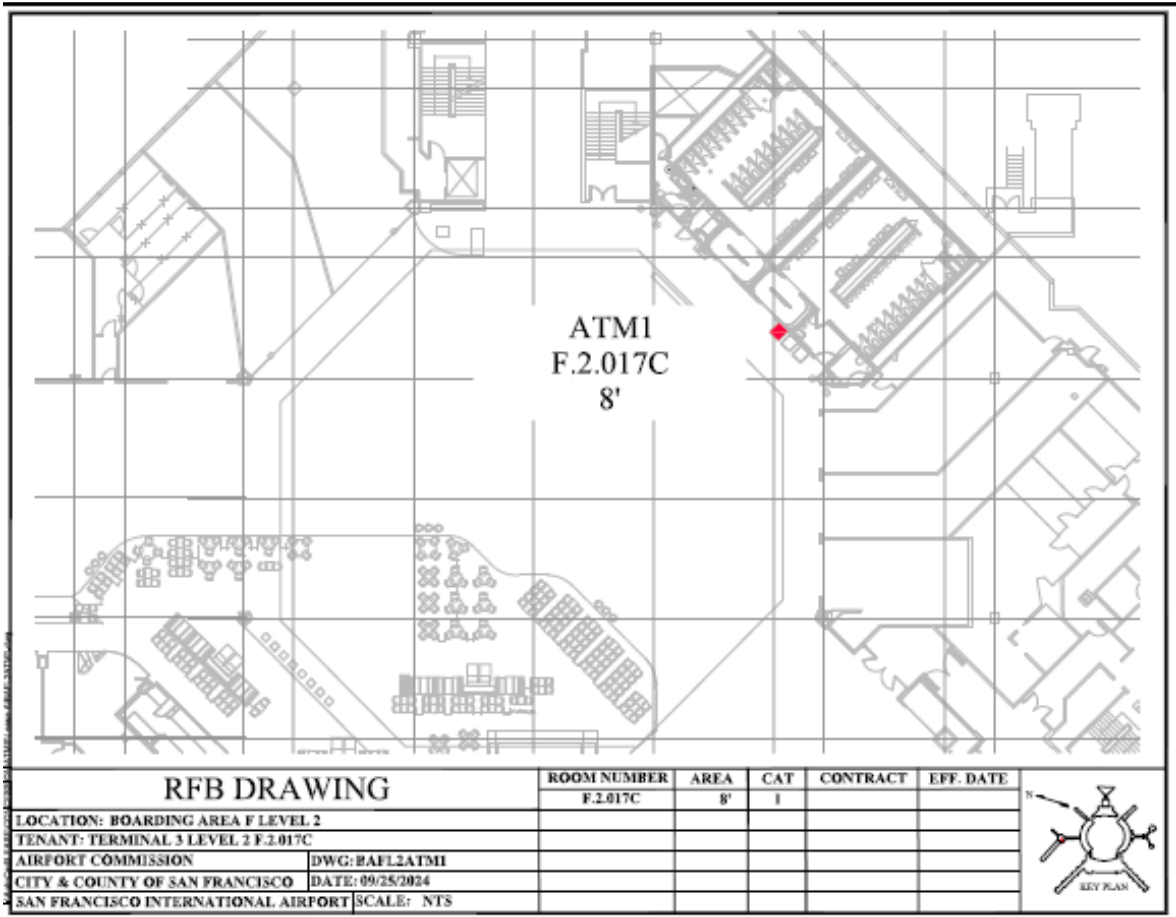 ATM1
F.2.017C
8'
RFB DRAWING
ROOM NUMBER AREA CAT CONTRACT EFF. DATE
F.2.017C 8' 1
LOCATION: BOARDING AREA F LEVEL 2
TENANT: TERMINAL 3 LEVEL 2 F.2.017C
AIRPORT COMMISSION DWG: BAFL2ATM1
CITY & COUNTY OF SAN FRANCISCO DATE: 09/25/2024
SAN FRANCISCO INTERNATIONAL AIRPORT SCALE: NTS
N
KEY PLAN